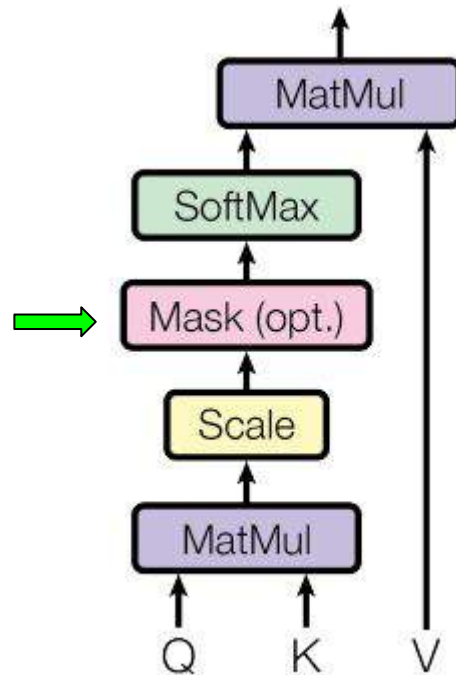 MatMul
SoftMax
Mask (opt.)
Scale
MatMul
Q K V